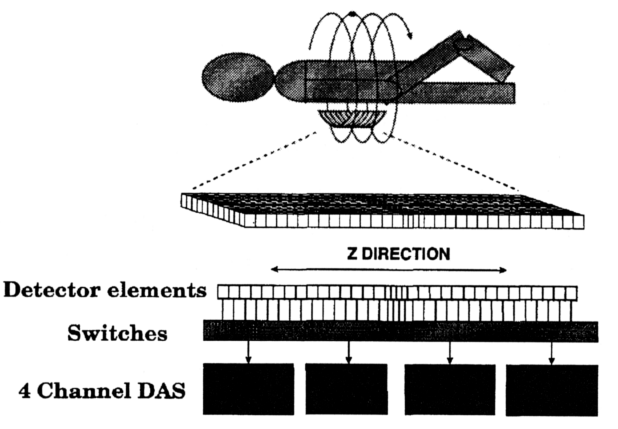 Z DIRECTION
Detector elements
Switches
4 Channel DAS